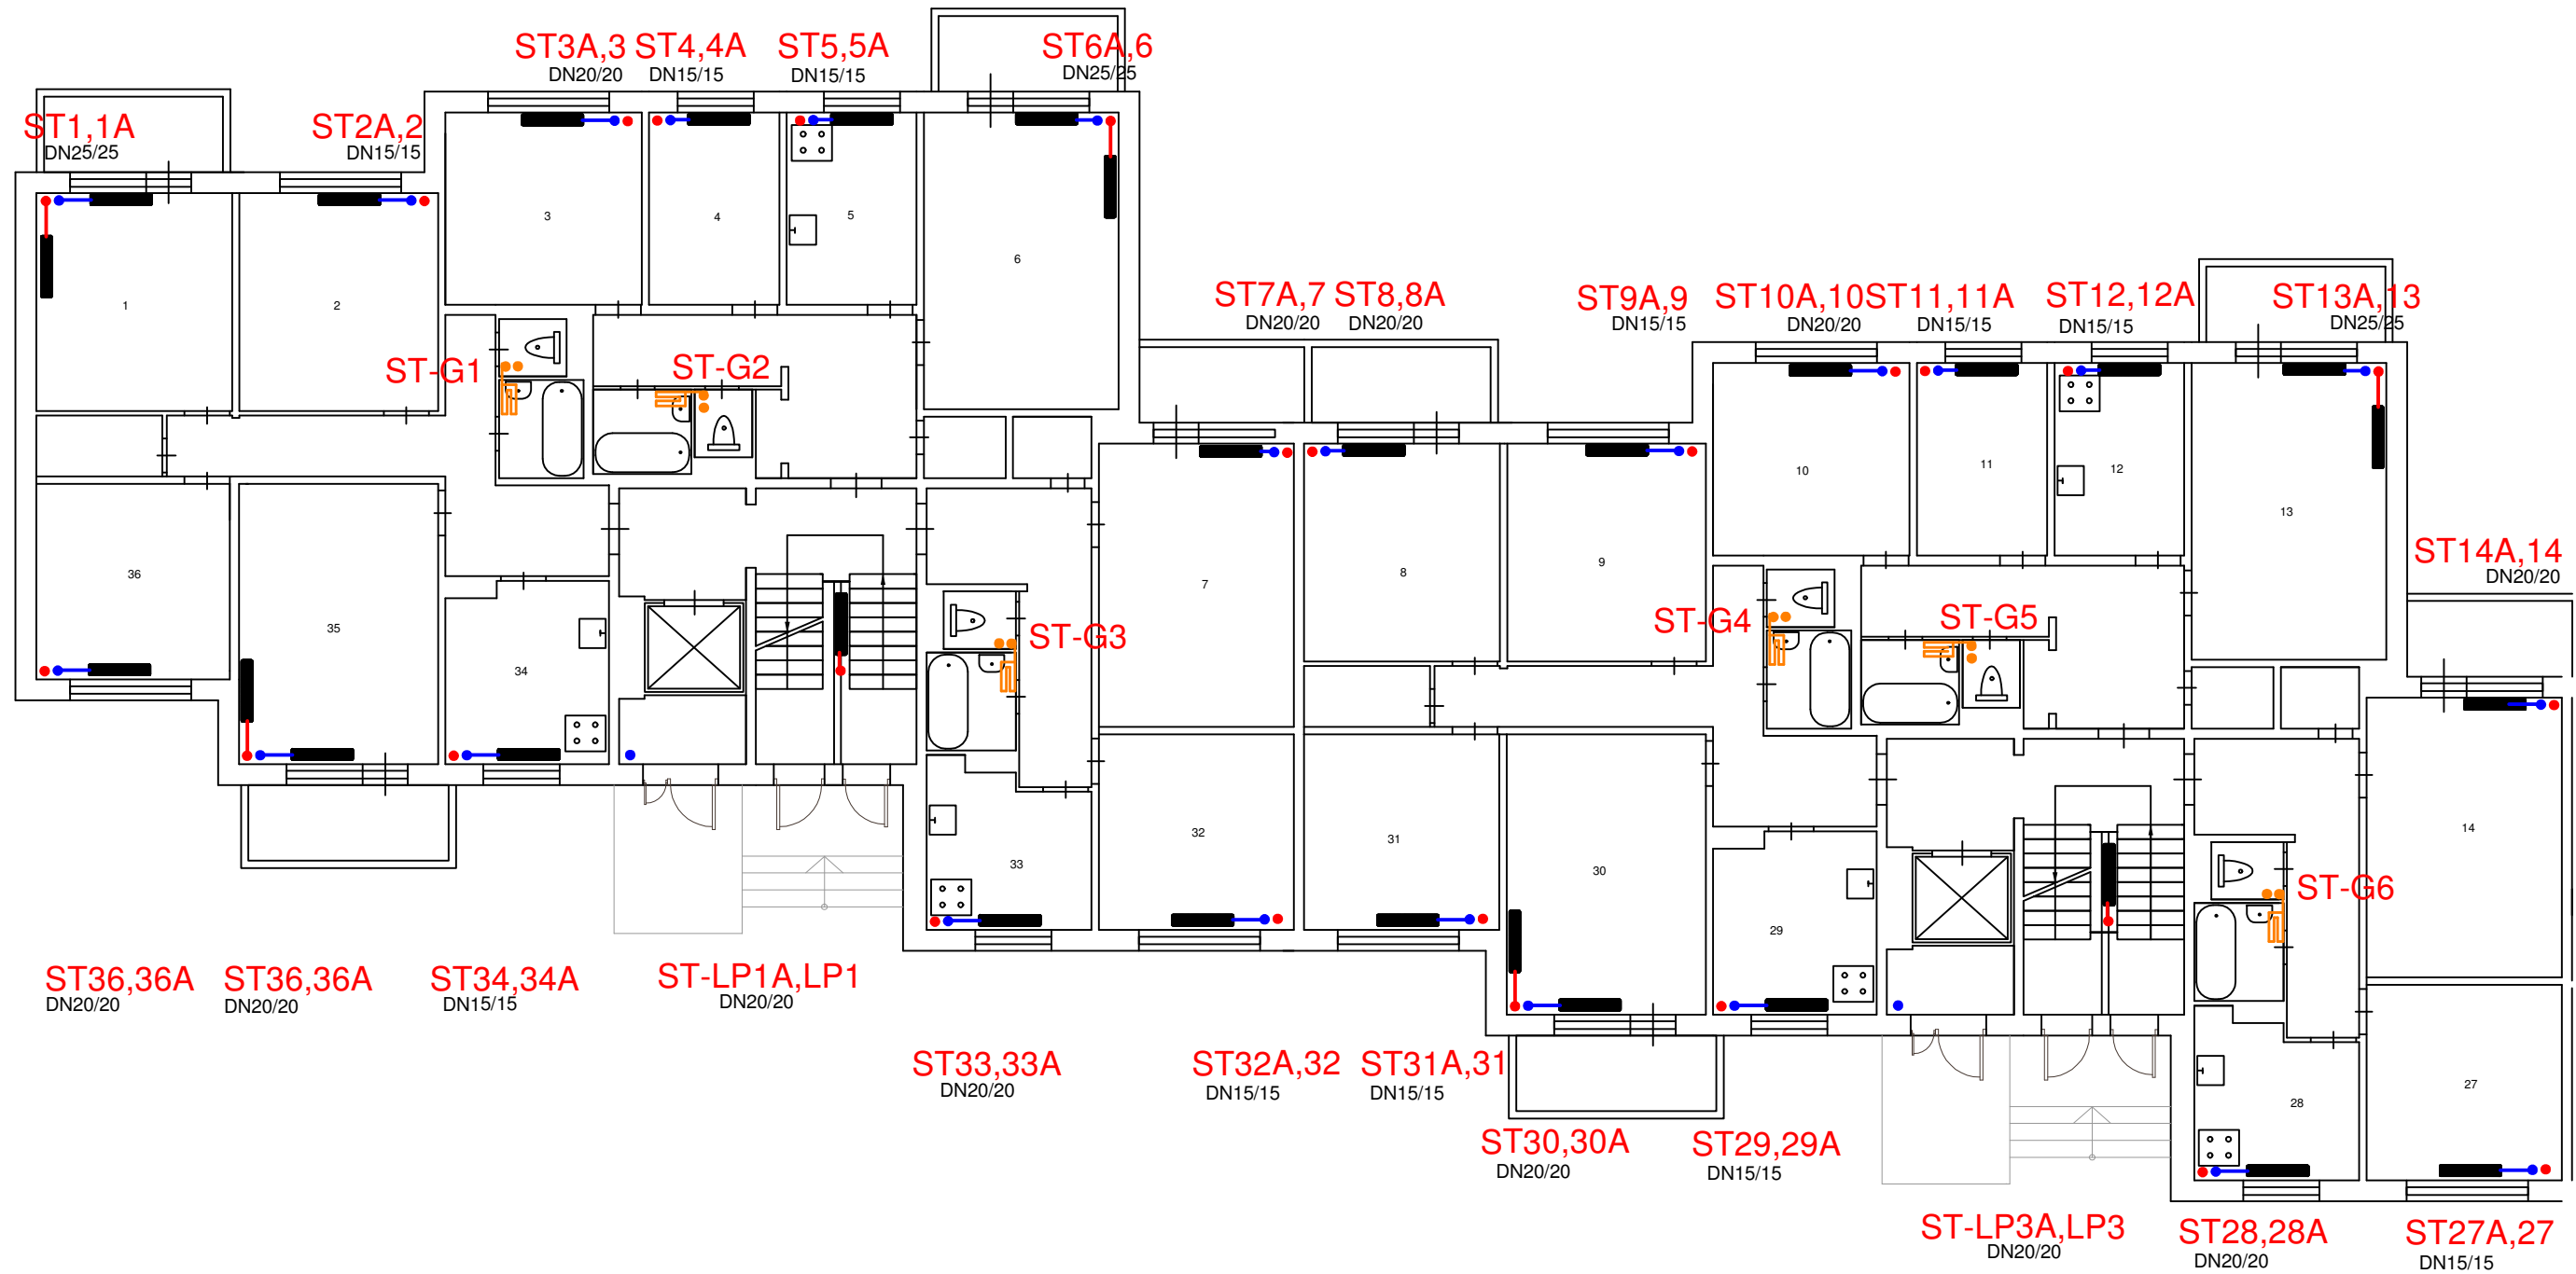 ST3A,3
DN20/20
ST4,4A
DN15/15
ST5,5A
DN15/15
ST6A,6
DN25/25
ST1,1A
DN25/25
ST2A,2
DN15/15
3
4
5
6
1
2
ST7A,7
DN20/20
ST8,8A
DN20/20
ST9A,9
DN15/15
ST10A,10
DN20/20
ST11,11A
DN15/15
ST12,12A
DN15/15
ST13A,13
DN25/25
ST-G1
ST-G2
10
11
12
13
ST14A,14
DN20/20
36
35
34
7
8
9
ST-G3
ST-G4
ST-G5
33
32
31
30
29
14
ST-G6
28
27
ST36,36A
DN20/20
ST36,36A
DN20/20
ST34,34A
DN15/15
ST-LP1A,LP1
DN20/20
ST33,33A
DN20/20
ST32A,32
DN15/15
ST31A,31
DN15/15
ST30,30A
DN20/20
ST29,29A
DN15/15
ST-LP3A,LP3
DN20/20
ST28,28A
DN20/20
ST27A,27
DN15/15